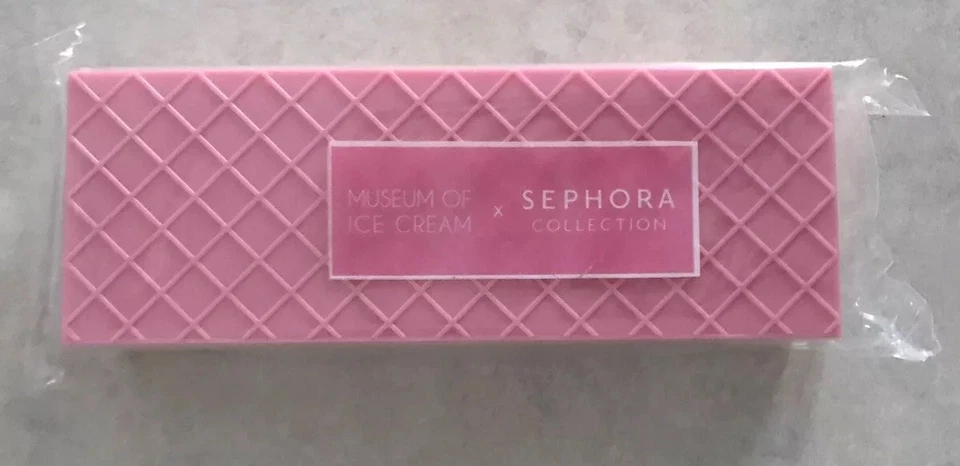 MUSEUM OF
ICE CREAM
x
SEPHORA
COLLECTION